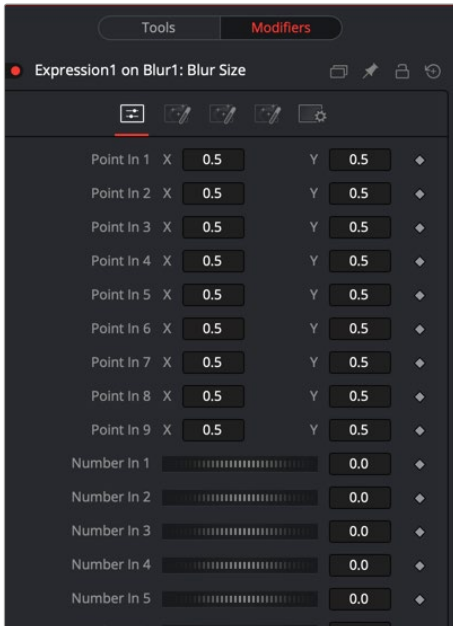 Tools Modifiers
Expression1 on Blur1: Blur Size
Point In 1 X 0.5 Y 0.5
Point In 2 X 0.5 Y 0.5
Point In 3 X 0.5 Y 0.5
Point In 4 X 0.5 Y 0.5
Point In 5 X 0.5 Y 0.5
Point In 6 X 0.5 Y 0.5
Point In 7 X 0.5 Y 0.5
Point In 8 X 0.5 Y 0.5
Point In 9 X 0.5 Y 0.5
Number In 1 0.0
Number In 2 0.0
Number In 3 0.0
Number In 4 0.0
Number In 5 0.0